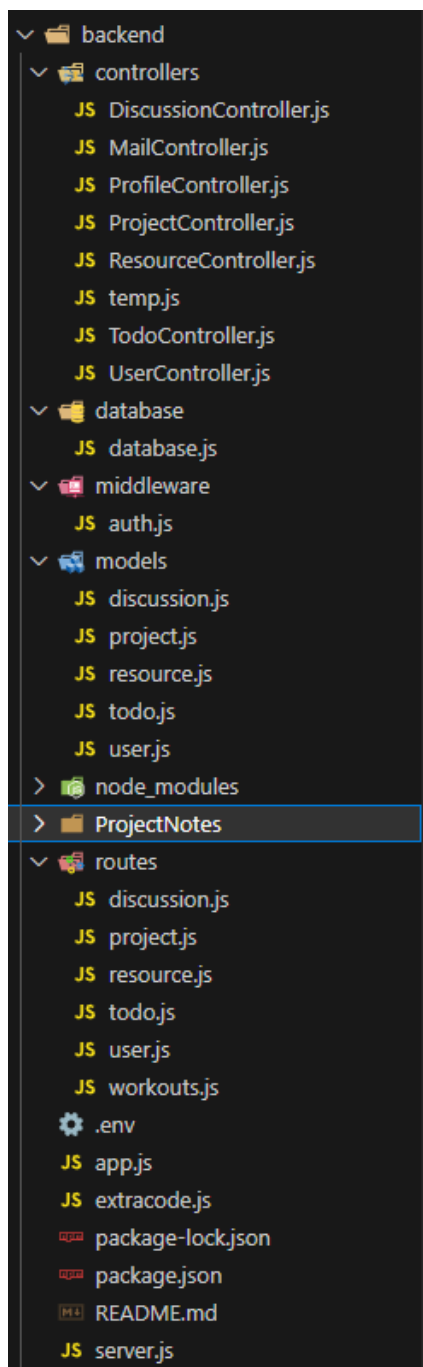 backend
controllers
JS DiscussionController.js
JS MailController.js
JS ProfileController.js
JS ProjectController.js
JS ResourceController.js
JS temp.js
JS TodoController.js
JS UserController.js
database
JS database.js
middleware
JS auth.js
models
JS discussion.js
JS project.js
JS resource.js
JS todo.js
JS user.js
node_modules
ProjectNotes
routes
JS discussion.js
JS project.js
JS resource.js
JS todo.js
JS user.js
JS workouts.js
.env
JS app.js
JS extracode.js
npm package-lock.json
npm package.json
M↓ README.md
JS server.js